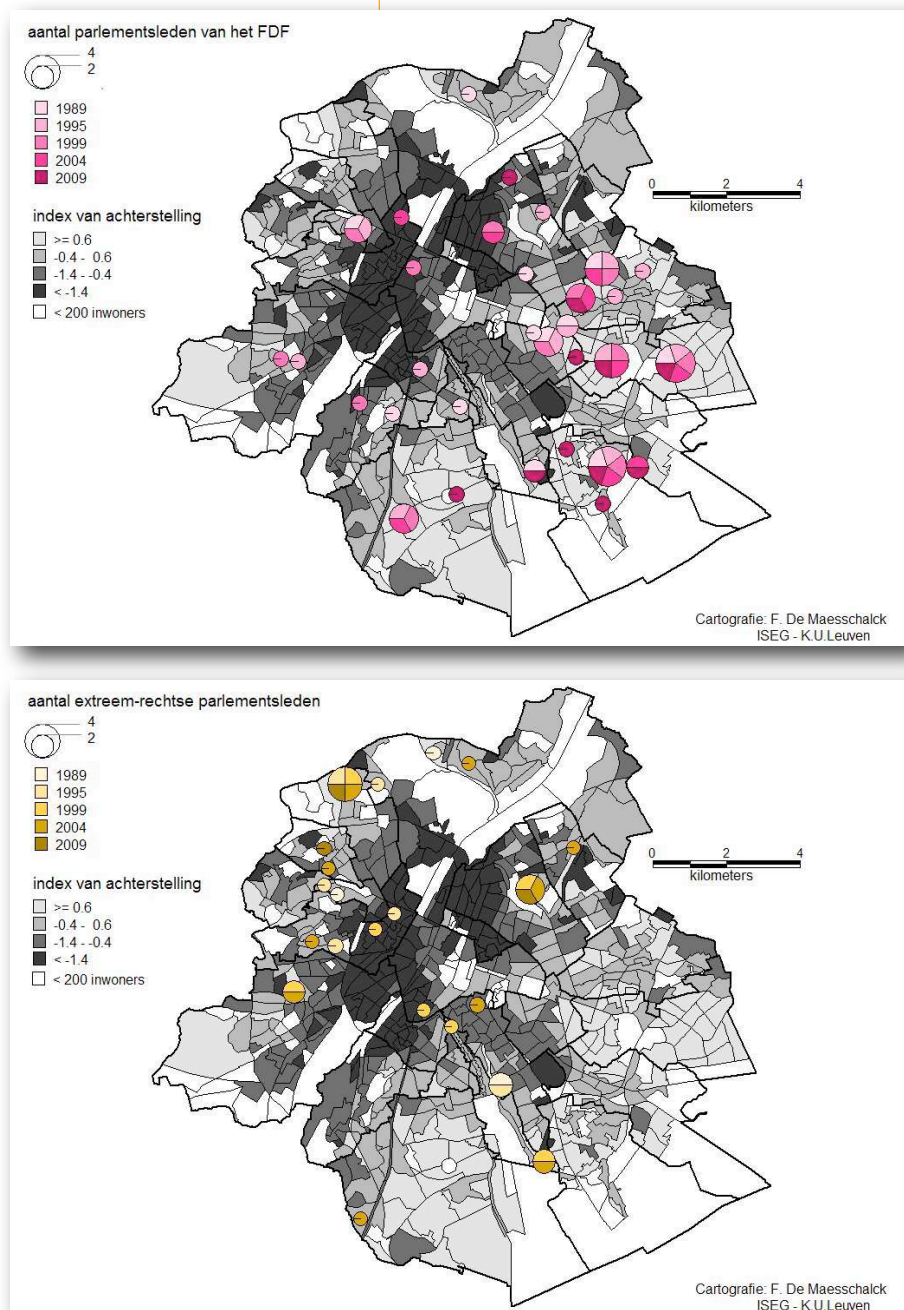 aantal parlementsleden van het FDF
4
2
1989
1995
1999
2004
2009
index van achterstelling
>= 0.6
-0.4 - 0.6
-1.4 - -0.4
< -1.4
< 200 inwoners
0 4
kilometers
Cartografie: F. De Maesschalck
ISEG - K.U.Leuven
aantal extreem-rechtse parlementsleden
4
2
1989
1995
1999
2004
2009
index van achterstelling
>= 0.6
-0.4 - 0.6
-1.4 - -0.4
< -1.4
< 200 inwoners
0 4
kilometers
Cartografie: F. De Maesschalck
ISEG - K.U.Leuven